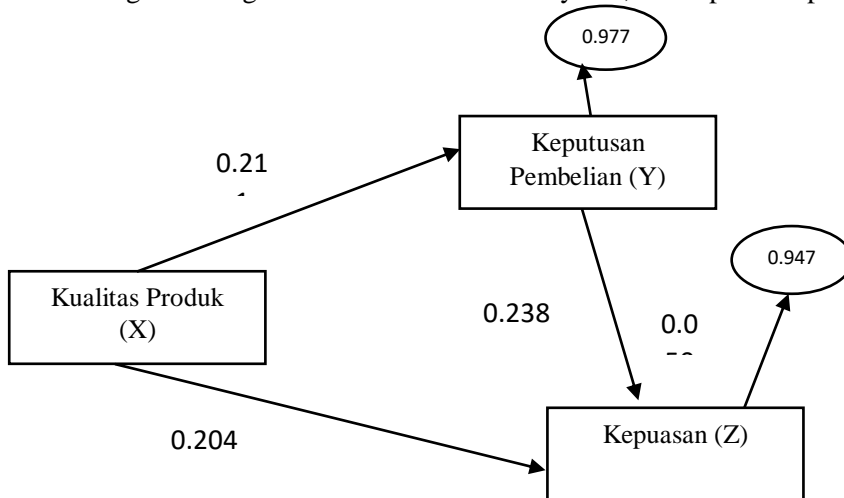 0.977
Keputusan
Pembelian (Y)
0.21
0.947
Kualitas Produk
(X)
0.238
0.0
0.204
Kepuasan (Z)